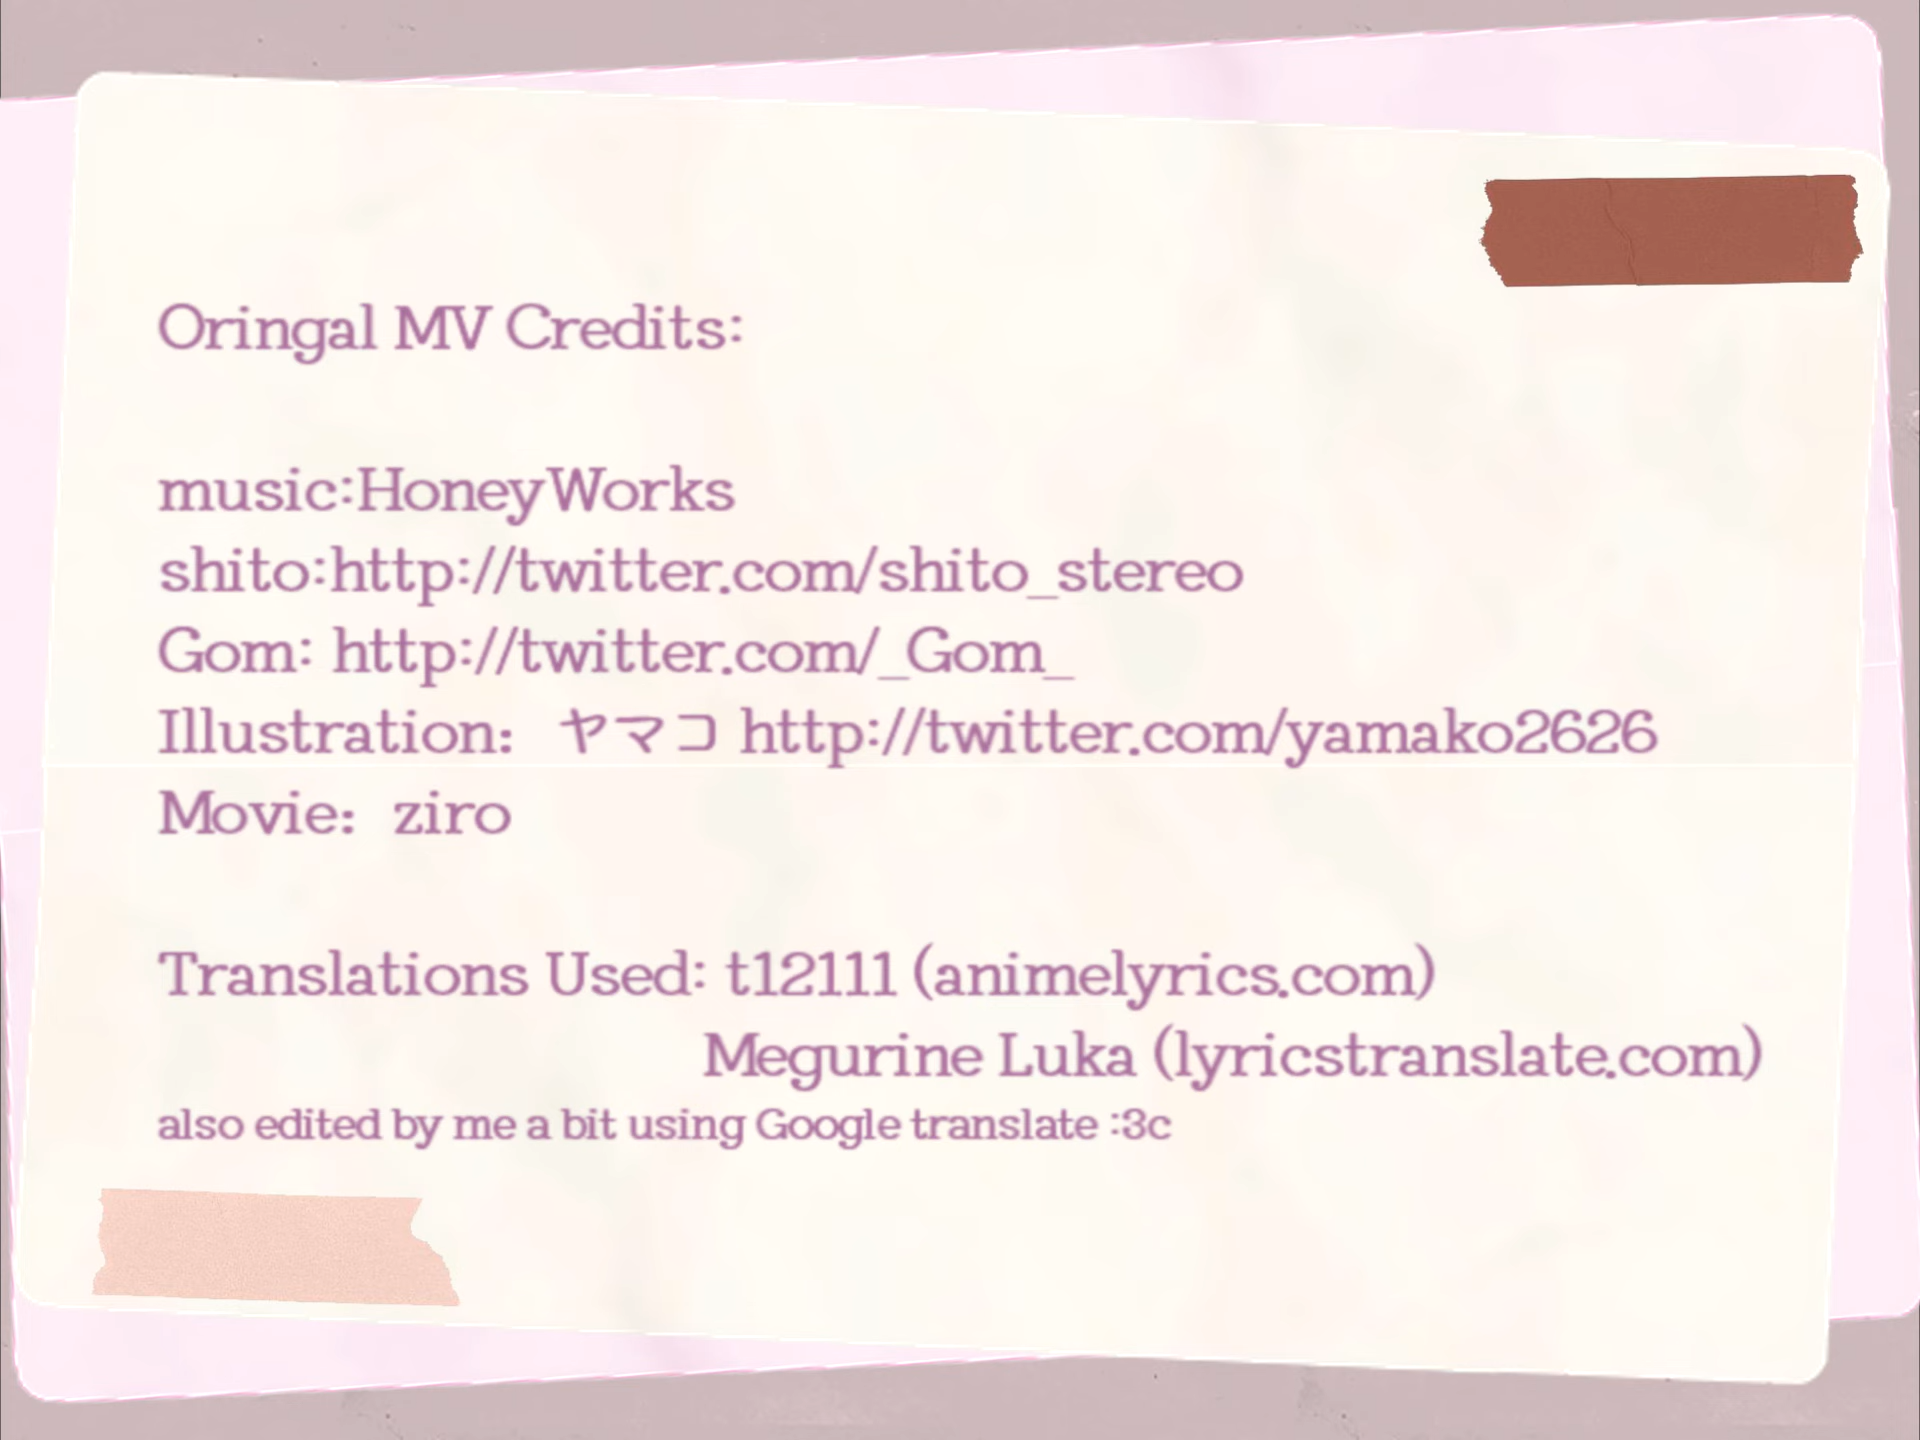 Oringal MV Credits:
music:HoneyWorks
shito:http://twitter.com/shito_stereo
Gom: http://twitter.com/_Gom_
Illustration: ヤマコ http://twitter.com/yamako2626
Movie: ziro
Translations Used: t12111 (animelyrics.com)
Megurine Luka (lyricstranslate.com)
also edited by me a bit using Google translate :3c